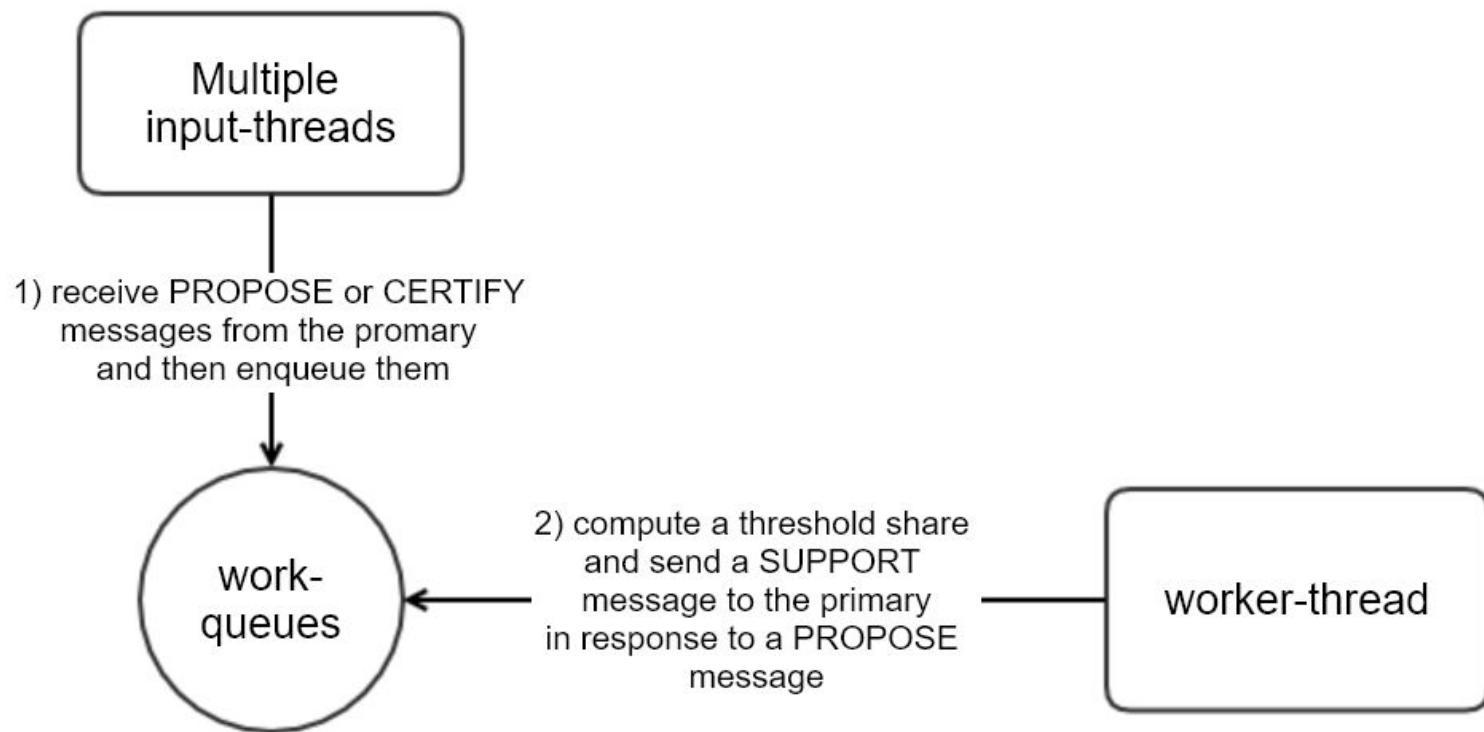 Multiple
input-threads
1) receive PROPOSE or CERTIFY
messages from the promary
and then enqueue them
work-
queues
2) compute a threshold share
and send a SUPPORT
message to the primary
in response to a PROPOSE
message
worker-thread